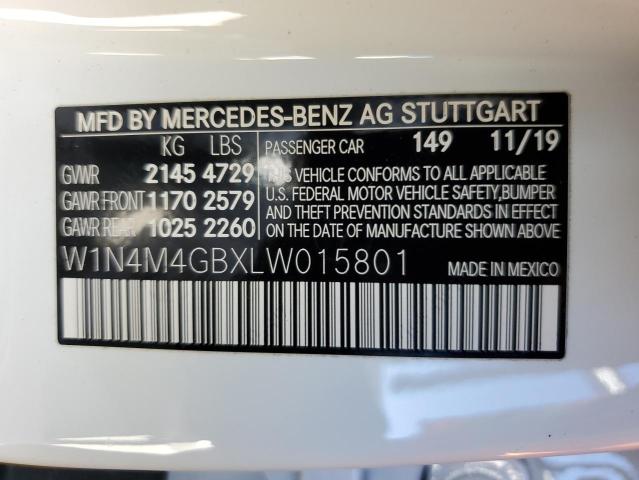 MFD BY MERCEDES-BENZ AG STUTTGART
KG LBS PASSENGER CAR 149 11/19
GVWR 2145 4729 THIS VEHICLE CONFORMS TO ALL APPLICABLE
GAWR FRONT 1170 2579 U.S. FEDERAL MOTOR VEHICLE SAFETY, BUMPER
GAWR REAR 1025 2260 AND THEFT PREVENTION STANDARDS IN EFFECT
ON THE DATE OF MANUFACTURE SHOWN ABOVE.
W1N4M4GBXLW015801 MADE IN MEXICO